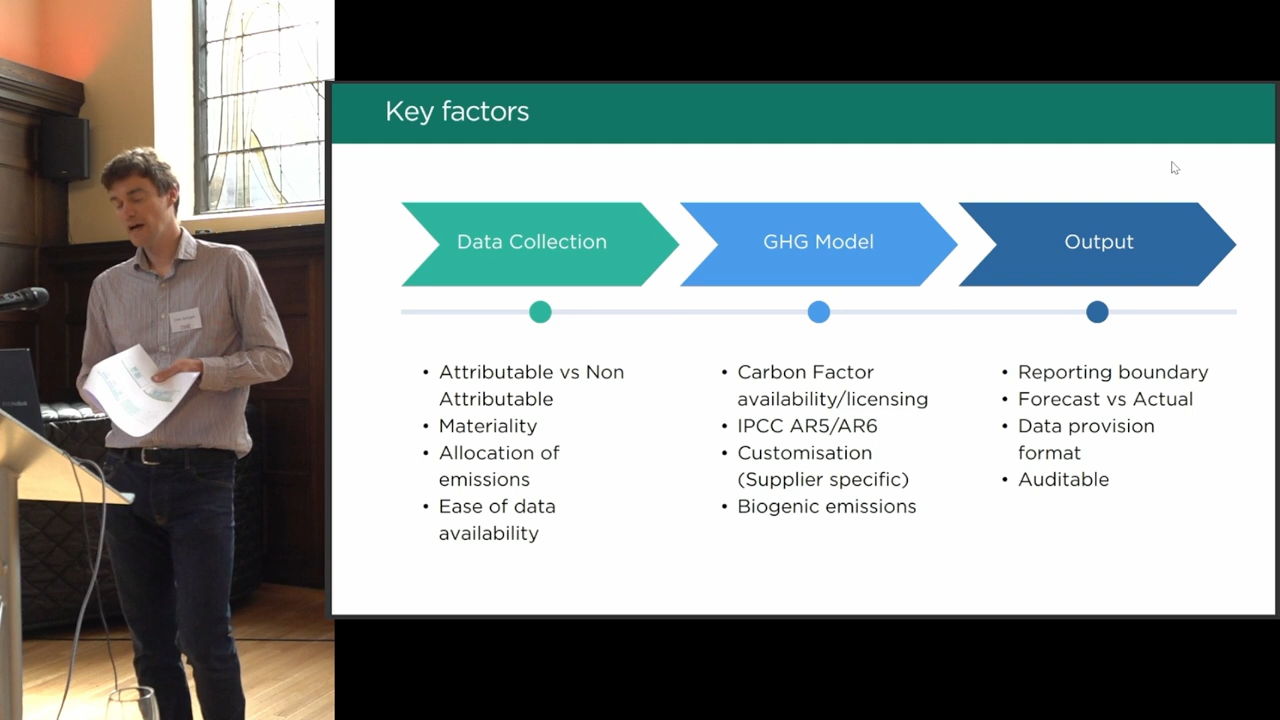 Key factors
Data Collection
GHG Model
Output
• Attributable vs Non
Attributable
• Materiality
• Allocation of
emissions
• Ease of data
availability
• Carbon Factor
availability/licensing
• IPCC AR5/AR6
• Customisation
(Supplier specific)
• Biogenic emissions
• Reporting boundary
• Forecast vs Actual
• Data provision
format
• Auditable